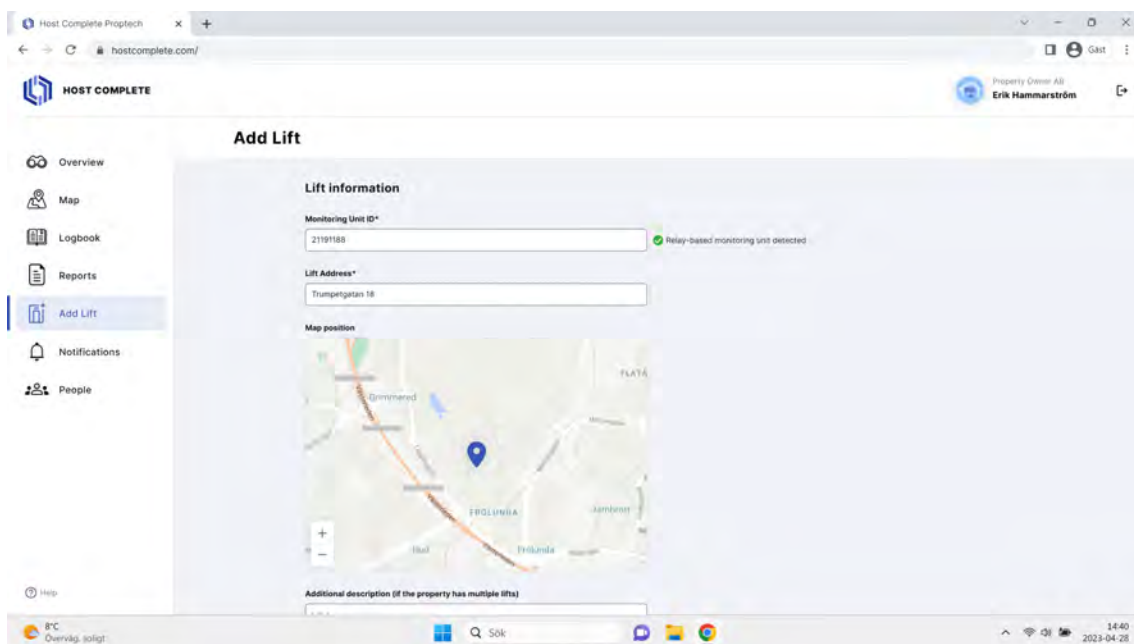 Host Complete Proptech
hostcomplete.com/
Gäst
HOST COMPLETE
Property Owner AB
Erik Hammarström
Add Lift
Overview
Map
Logbook
Reports
Add Lift
Notifications
People
Help
Lift information
Monitoring Unit ID*
21191188
Relay-based monitoring unit detected
Lift Address*
Trumpetgatan 18
Map position
Grimmered
FLATÅ
FRÖLUNDA
Järnbrott
Frölunda
+
−
Additional description (if the property has multiple lifts)
8°C
Överväg. soligt
Sök
14:40
2023-04-28